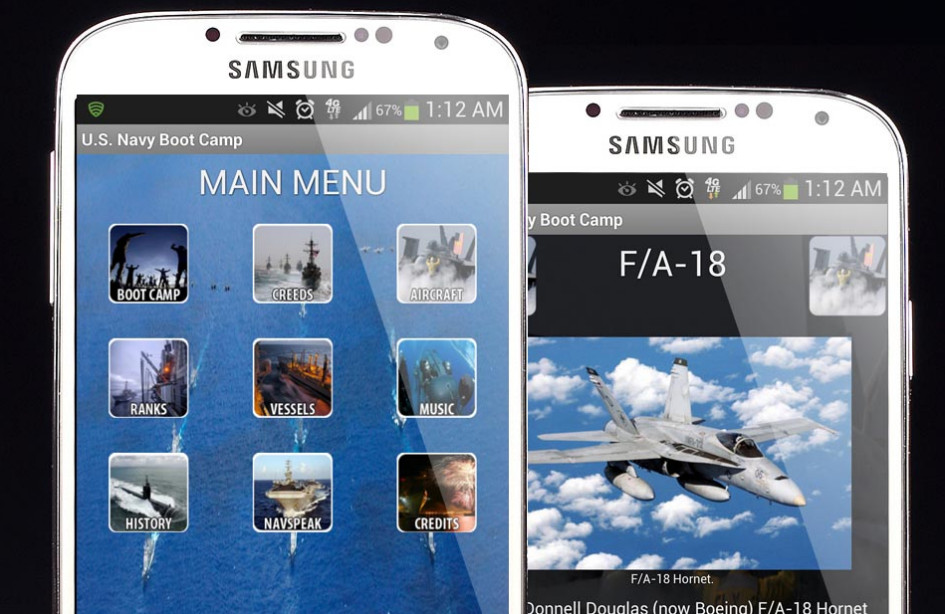 SAMSUNG
4G
LTE
67% 1:12 AM
U.S. Navy Boot Camp
MAIN MENU
BOOT CAMP CREEDS AIRCRAFT
RANKS VESSELS MUSIC
HISTORY NAVSPEAK CREDITS
SAMSUNG
4G
LTE
67% 1:12 AM
y Boot Camp
F/A-18
F/A-18 Hornet.
Donnell Douglas (now Boeing) F/A-18 Hornet